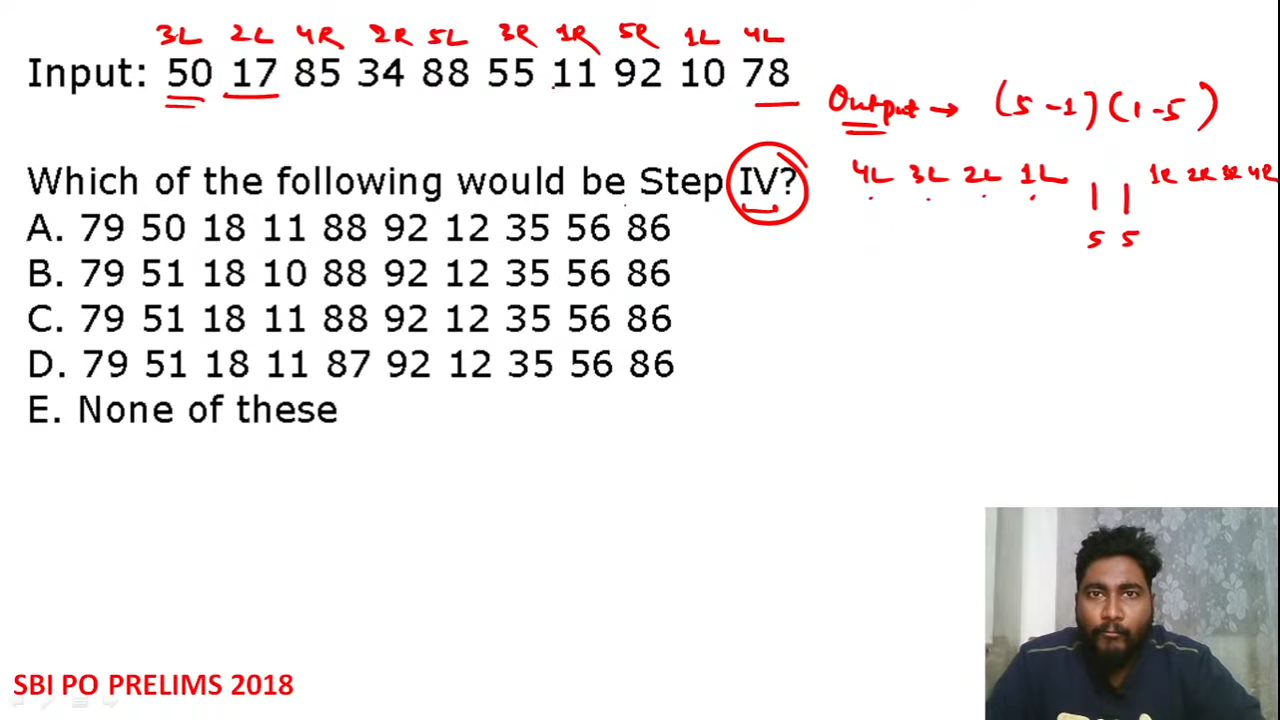 3L 2L 4R 2R 5L 3R 1R 5R 1L 4L
Input: 50 17 85 34 88 55 11 92 10 78
Output → (5-1)(1-5)
4L 3L 2L 1L | | 1R 2R 3R 4R
5 5
Which of the following would be Step IV?
A. 79 50 18 11 88 92 12 35 56 86
B. 79 51 18 10 88 92 12 35 56 86
C. 79 51 18 11 88 92 12 35 56 86
D. 79 51 18 11 87 92 12 35 56 86
E. None of these
SBI PO PRELIMS 2018